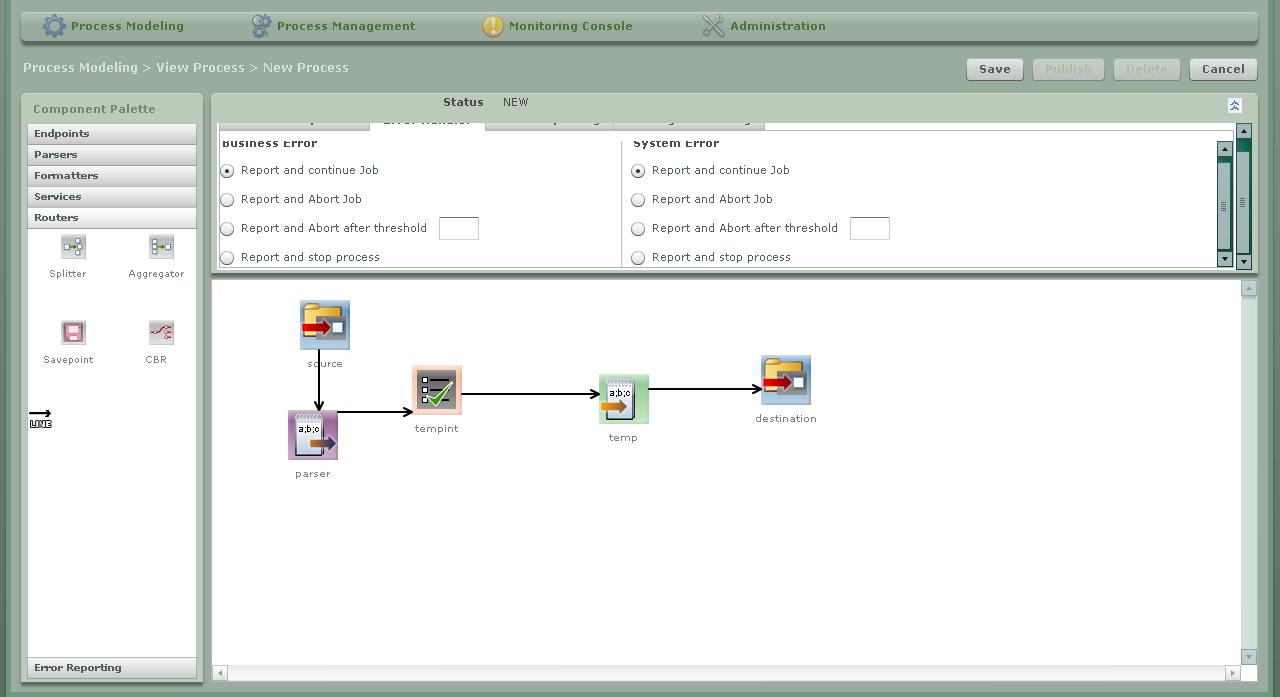 Process Modeling
Process Management
Monitoring Console
Administration
Process Modeling > View Process > New Process
Save
Publish
Delete
Cancel
Component Palette
Endpoints
Parsers
Formatters
Services
Routers
Splitter
Aggregator
Savepoint
CBR
LINE
Error Reporting
Status NEW
Error Handler
Business Error
Report and continue Job
Report and Abort Job
Report and Abort after threshold
Report and stop process
System Error
Report and continue Job
Report and Abort Job
Report and Abort after threshold
Report and stop process
source
a;b;c
parser
tempint
a;b;c
temp
destination